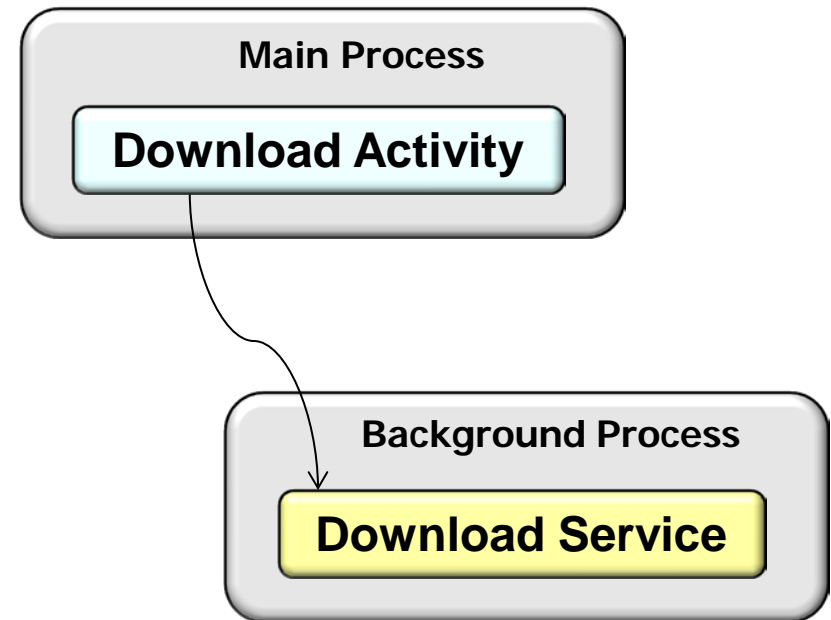 Main Process
Download Activity
Background Process
Download Service